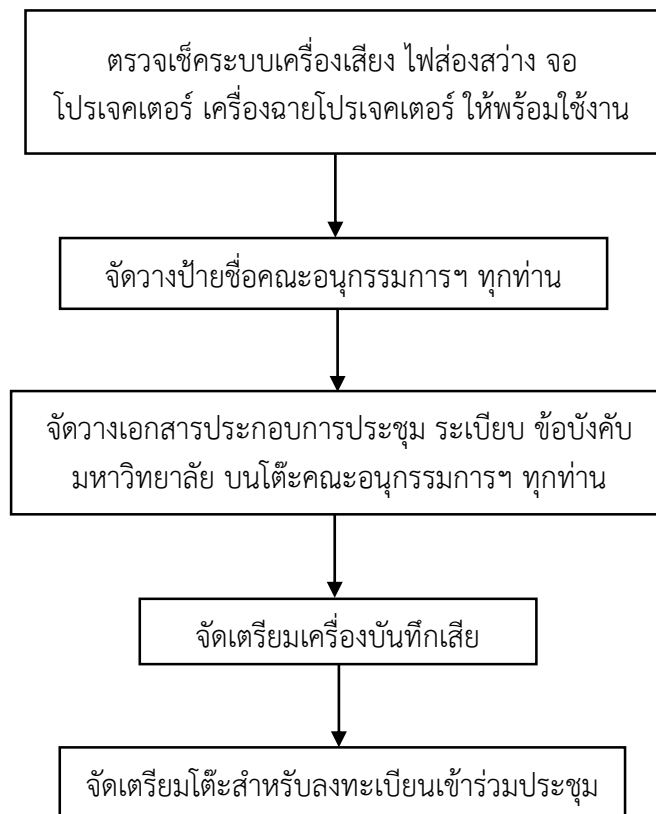 ตรวจเช็คระบบเครื่องเสียง ไฟส่องสว่าง จอ
โปรเจคเตอร์ เครื่องฉายโปรเจคเตอร์ ให้พร้อมใช้งาน
จัดวางป้ายชื่อคณะอนุกรรมการฯ ทุกท่าน
จัดวางเอกสารประกอบการประชุม ระเบียบ ข้อบังคับ
มหาวิทยาลัย บนโต๊ะคณะอนุกรรมการฯ ทุกท่าน
จัดเตรียมเครื่องบันทึกเสีย
จัดเตรียมโต๊ะสำหรับลงทะเบียนเข้าร่วมประชุม